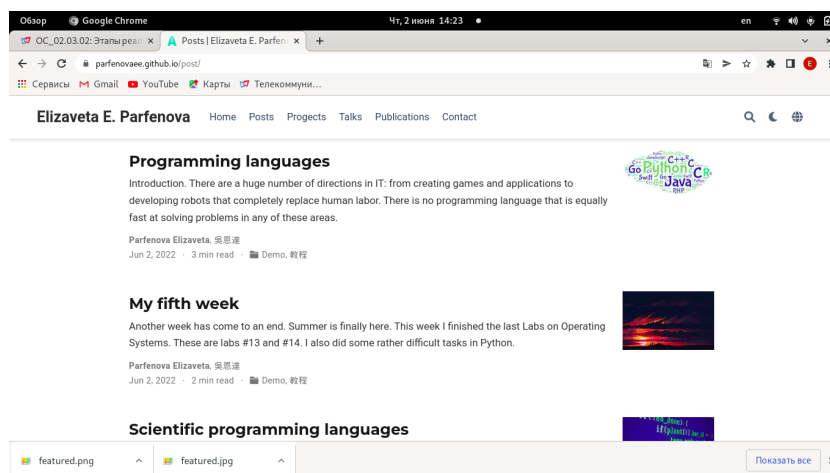 Обзор Google Chrome Чт, 2 июня 14:23 en
ОС_02.03.02: Этапы реал Posts | Elizaveta E. Parfen
parfenovaee.github.io/post/
Сервисы Gmail YouTube Карты Телекоммуни...
Elizaveta E. Parfenova Home Posts Progects Talks Publications Contact
Programming languages
Introduction. There are a huge number of directions in IT: from creating games and applications to
developing robots that completely replace human labor. There is no programming language that is equally
fast at solving problems in any of these areas.
Parfenova Elizaveta, 吳恩達
Jun 2, 2022 · 3 min read · Demo, 教程
C++ C
Go Python C R
Swift Go Java
PHP
My fifth week
Another week has come to an end. Summer is finally here. This week I finished the last Labs on Operating
Systems. These are labs #13 and #14. I also did some rather difficult tasks in Python.
Parfenova Elizaveta, 吳恩達
Jun 2, 2022 · 2 min read · Demo, 教程
Scientific programming languages
featured.png featured.jpg Показать все